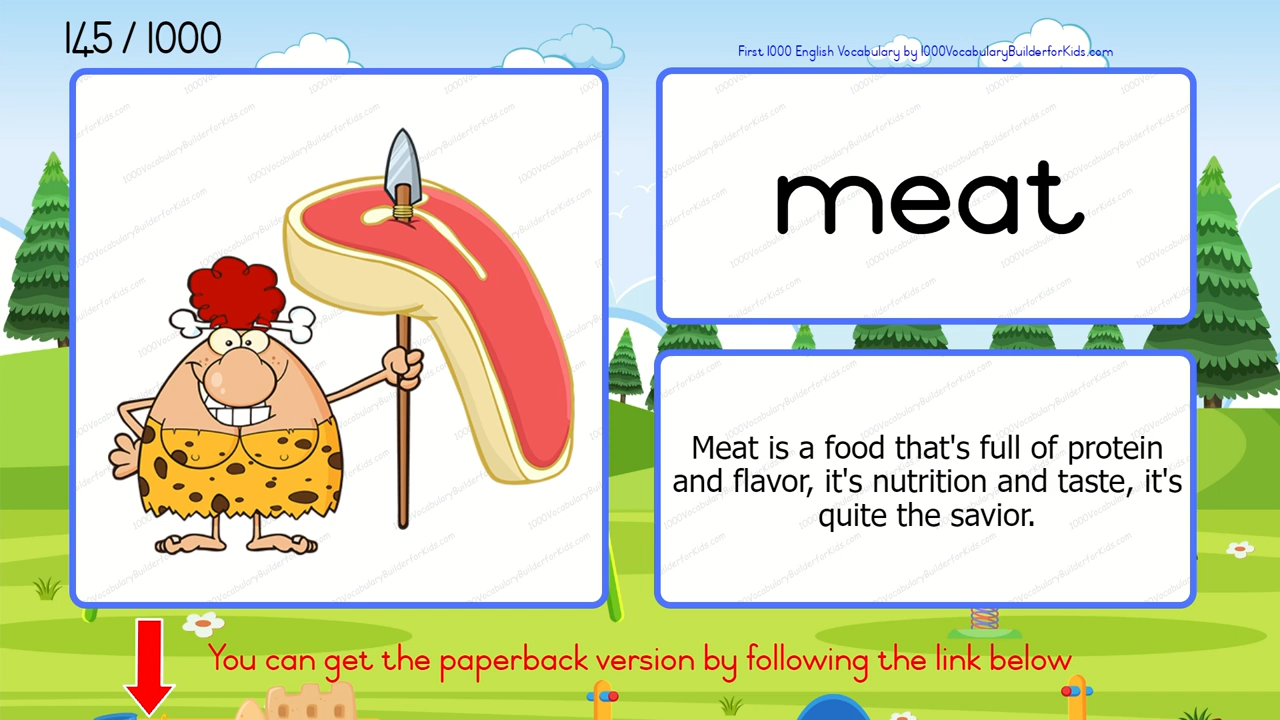 145 / 1000
First 1000 English Vocabulary by 1000VocabularyBuilderforKids.com
meat
Meat is a food that's full of protein
and flavor, it's nutrition and taste, it's
quite the savior.
You can get the paperback version by following the link below